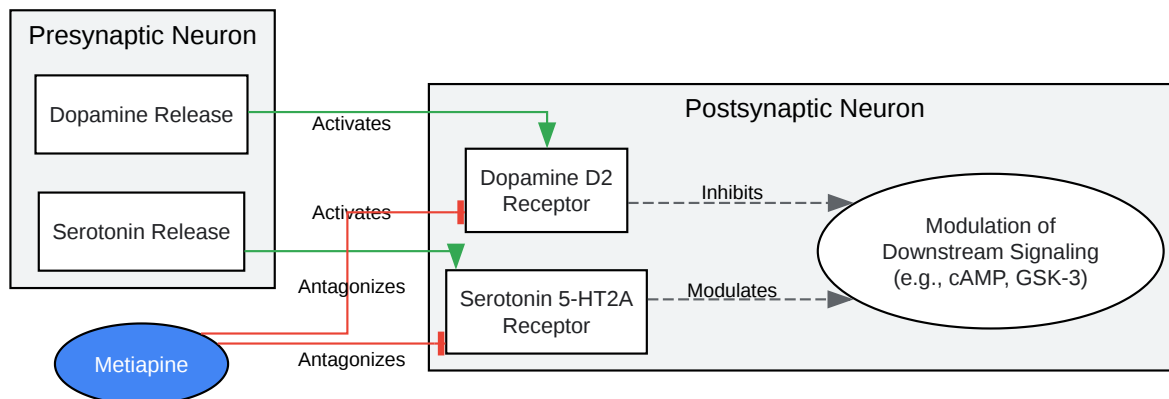 Presynaptic Neuron
Dopamine Release
Serotonin Release
Metiapine
Activates
Activates
Antagonizes
Antagonizes
Postsynaptic Neuron
Dopamine D2
Receptor
Serotonin 5-HT2A
Receptor
Inhibits
Modulates
Modulation of
Downstream Signaling
(e.g., cAMP, GSK-3)